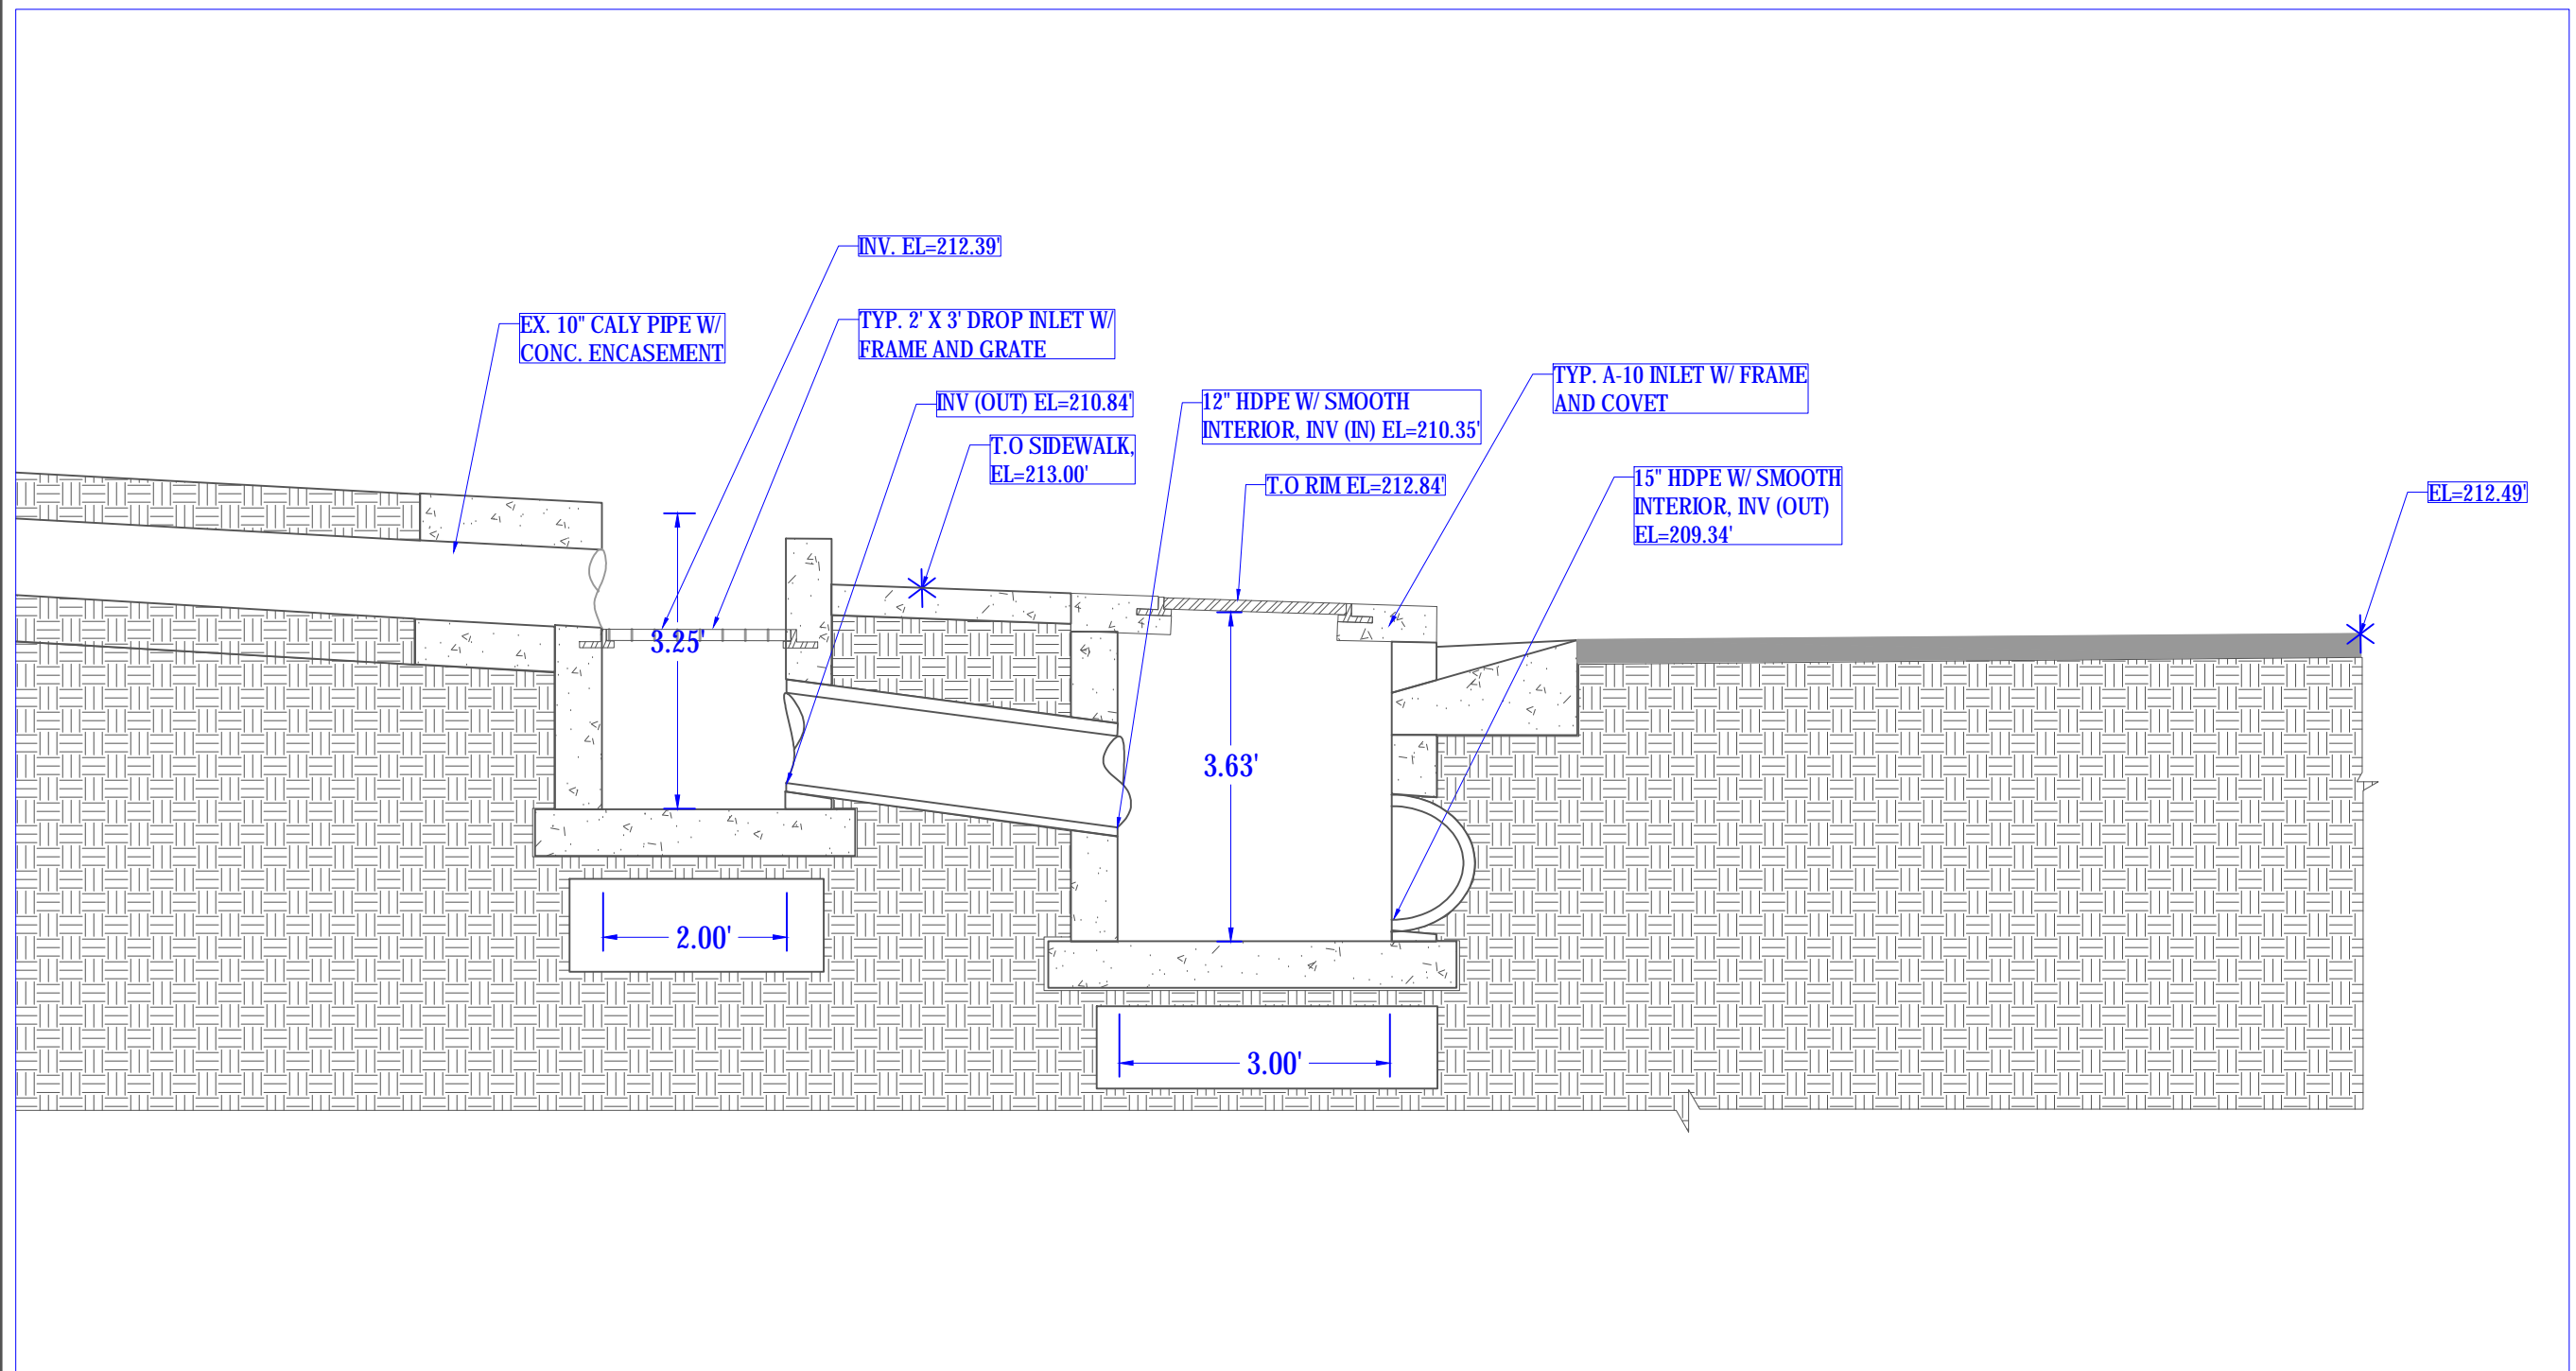 INV. EL=212.39'
EX. 10" CALY PIPE W/
CONC. ENCASEMENT
TYP. 2' X 3' DROP INLET W/
FRAME AND GRATE
INV (OUT) EL=210.84'
T.O SIDEWALK,
EL=213.00'
12" HDPE W/ SMOOTH
INTERIOR, INV (IN) EL=210.35'
T.O RIM EL=212.84'
TYP. A-10 INLET W/ FRAME
AND COVET
15" HDPE W/ SMOOTH
INTERIOR, INV (OUT)
EL=209.34'
EL=212.49'
3.25'
3.63'
2.00'
3.00'